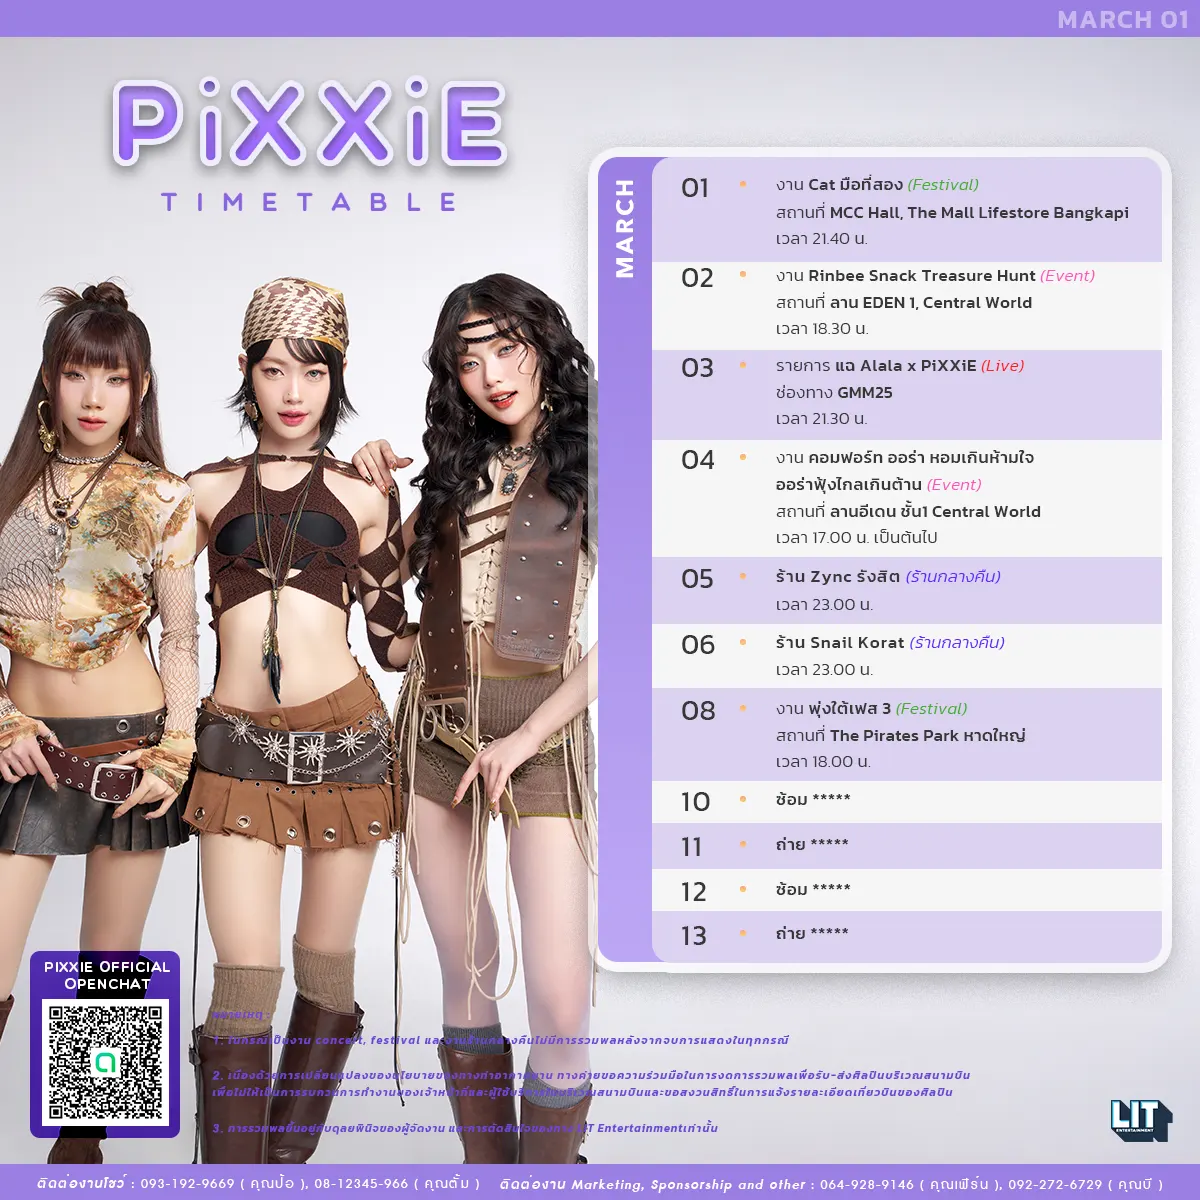 MARCH 01
PiXXiE
TIMETABLE
MARCH
01 • งาน Cat มือที่สอง (Festival)
สถานที่ MCC Hall, The Mall Lifestore Bangkapi
เวลา 21.40 น.
02 • งาน Rinbee Snack Treasure Hunt (Event)
สถานที่ ลาน EDEN 1, Central World
เวลา 18.30 น.
03 • รายการ แฉ Alala x PiXXiE (Live)
ช่องทาง GMM25
เวลา 21.30 น.
04 • งาน คอมฟอร์ท ออร่า หอมเกินห้ามใจ
ออร่าฟุ้งไกลเกินต้าน (Event)
สถานที่ ลานอีเดน ชั้น1 Central World
เวลา 17.00 น. เป็นต้นไป
05 • ร้าน Zync รังสิต (ร้านกลางคืน)
เวลา 23.00 น.
06 • ร้าน Snail Korat (ร้านกลางคืน)
เวลา 23.00 น.
08 • งาน พุ่งใต้เฟส 3 (Festival)
สถานที่ The Pirates Park หาดใหญ่
เวลา 18.00 น.
10 • ซ้อม *****
11 • ถ่าย *****
12 • ซ้อม *****
13 • ถ่าย *****
PIXXIE OFFICIAL
OPENCHAT
หมายเหตุ :
1. ในกรณีเป็นงาน concert, festival และ งานร้านกลางคืนไม่มีการรวมพลหลังจากจบการแสดงในทุกกรณี
2. เนื่องด้วยการเปลี่ยนแปลงของนโยบายของทางท่าอากาศยาน ทางค่ายขอความร่วมมือในการงดการรวมพลเพื่อรับ-ส่งศิลปินบริเวณสนามบิน
เพื่อไม่ให้เป็นการรบกวนการทำงานของเจ้าหน้าที่และผู้ใช้บริการในบริเวณสนามบินและขอสงวนสิทธิ์ในการแจ้งรายละเอียดเที่ยวบินของศิลปิน
3. การรวมพลขึ้นอยู่กับดุลยพินิจของผู้จัดงาน และการตัดสินใจของทาง LIT Entertainmentเท่านั้น
LIT
ENTERTAINMENT
ติดต่องานโชว์ : 093-192-9669 ( คุณป้อ ), 08-12345-966 ( คุณตั้ม ) ติดต่องาน Marketing, Sponsorship and other : 064-928-9146 ( คุณเฟิร์น ), 092-272-6729 ( คุณบี )